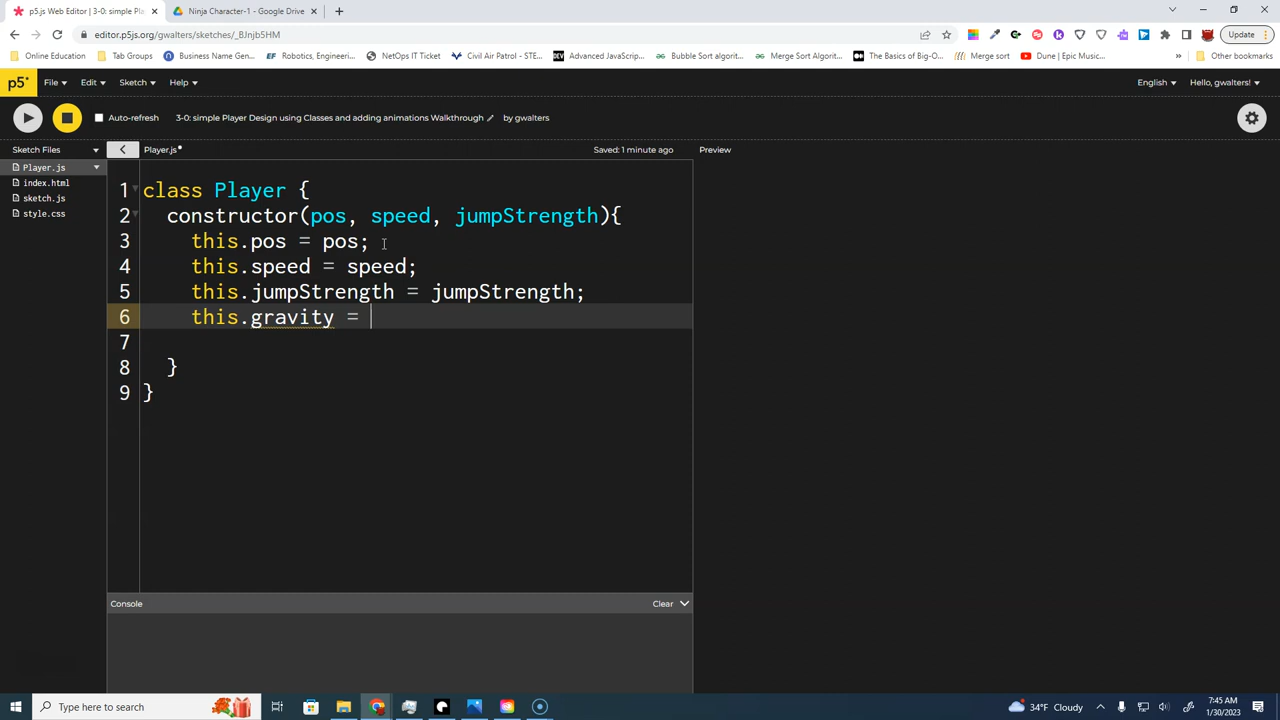 p5.js Web Editor | 3-0: simple Pla
Ninja Character-1 - Google Drive
editor.p5js.org/gwalters/sketches/_BJnjb5HM
Update
Online Education
Tab Groups
Business Name Gen...
Robotics, Engineeri...
NetOps IT Ticket
Civil Air Patrol - STE...
Advanced JavaScrip...
Bubble Sort algorit...
Merge Sort Algorit...
The Basics of Big-O...
Merge sort
Dune | Epic Music...
Other bookmarks
p5*
File
Edit
Sketch
Help
English
Hello, gwalters!
Auto-refresh
3-0: simple Player Design using Classes and adding animations Walkthrough
by gwalters
Sketch Files
Player.js
Saved: 1 minute ago
Preview
Player.js
index.html
sketch.js
style.css
1 class Player {
2 constructor(pos, speed, jumpStrength){
3 this.pos = pos;
4 this.speed = speed;
5 this.jumpStrength = jumpStrength;
6 this.gravity =
7
8 }
9 }
Console
Clear
Type here to search
34°F Cloudy
7:45 AM
1/30/2023